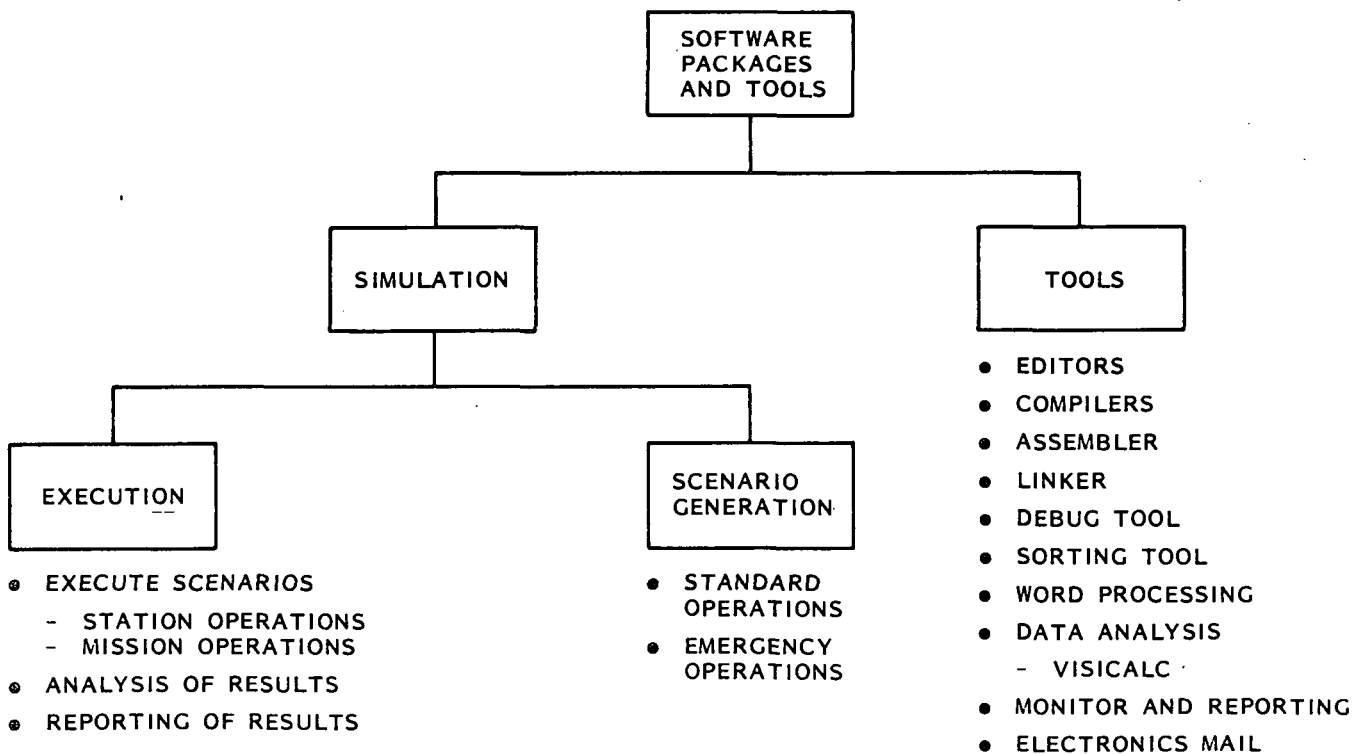 SOFTWARE
PACKAGES
AND TOOLS
SIMULATION
TOOLS
EXECUTION
● EXECUTE SCENARIOS
- STATION OPERATIONS
- MISSION OPERATIONS
● ANALYSIS OF RESULTS
● REPORTING OF RESULTS
SCENARIO
GENERATION
● STANDARD
OPERATIONS
● EMERGENCY
OPERATIONS
● EDITORS
● COMPILERS
● ASSEMBLER
● LINKER
● DEBUG TOOL
● SORTING TOOL
● WORD PROCESSING
● DATA ANALYSIS
- VISICALC
● MONITOR AND REPORTING
● ELECTRONICS MAIL